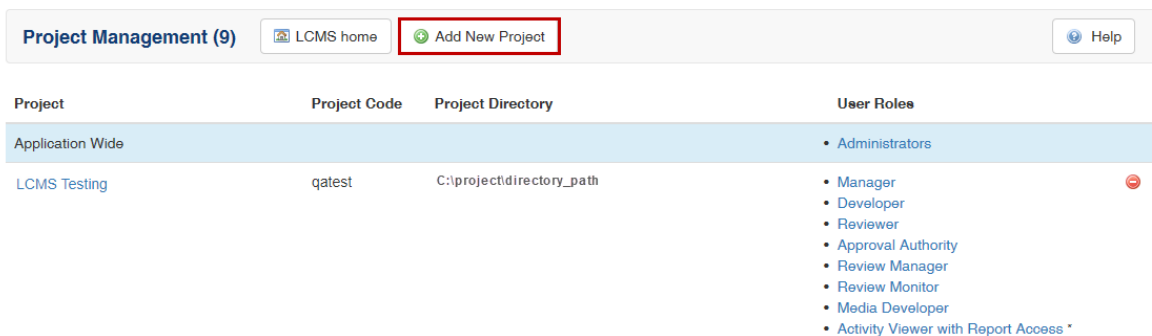 Project Management (9) LCMS home Add New Project Help
Project Project Code Project Directory User Roles
Application Wide • Administrators
LCMS Testing qatest C:\project\directory_path • Manager
• Developer
• Reviewer
• Approval Authority
• Review Manager
• Review Monitor
• Media Developer
• Activity Viewer with Report Access *